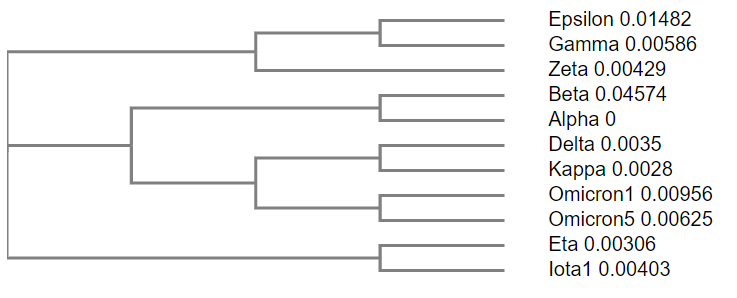 Epsilon 0.01482
Gamma 0.00586
Zeta 0.00429
Beta 0.04574
Alpha 0
Delta 0.0035
Kappa 0.0028
Omicron1 0.00956
Omicron5 0.00625
Eta 0.00306
Iota1 0.00403